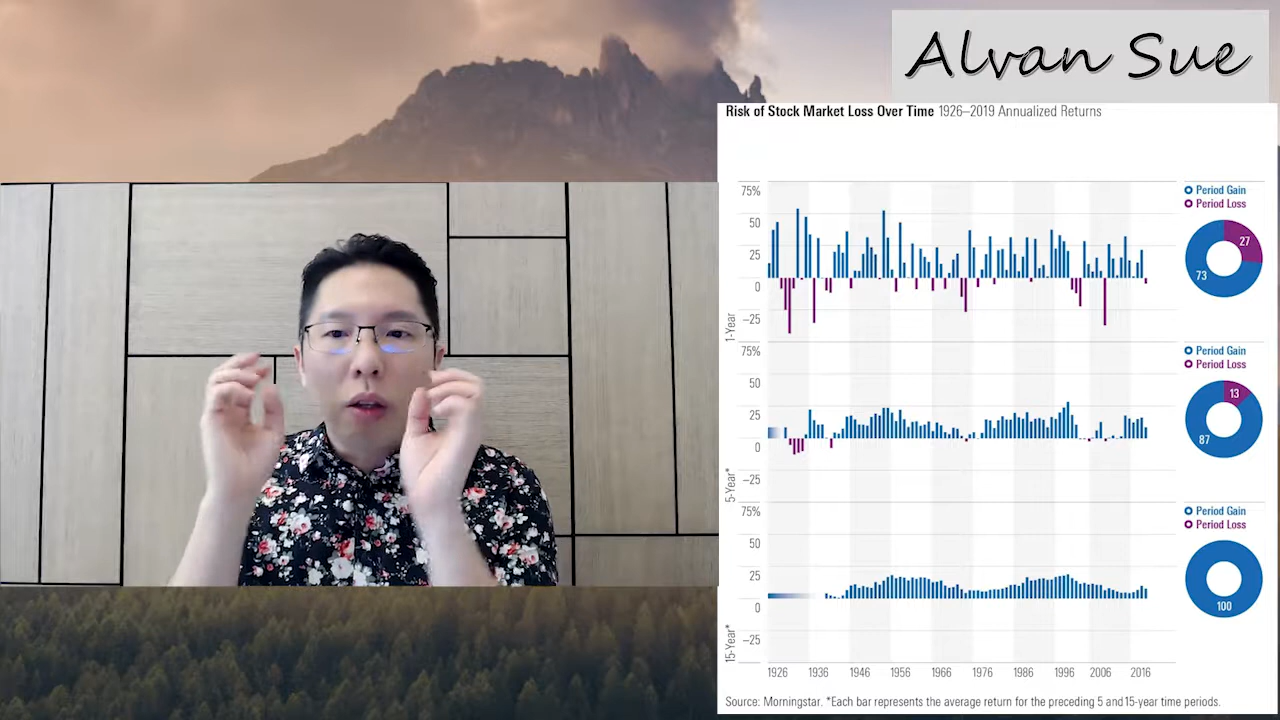 Alvan Sue
Risk of Stock Market Loss Over Time 1926–2019 Annualized Returns
75%
50
25
0
−25
1-Year
Period Gain
Period Loss
27
73
75%
50
25
0
−25
5-Year*
Period Gain
Period Loss
13
87
75%
50
25
0
−25
15-Year*
Period Gain
Period Loss
100
1926 1936 1946 1956 1966 1976 1986 1996 2006 2016
Source: Morningstar. *Each bar represents the average return for the preceding 5 and 15-year time periods.